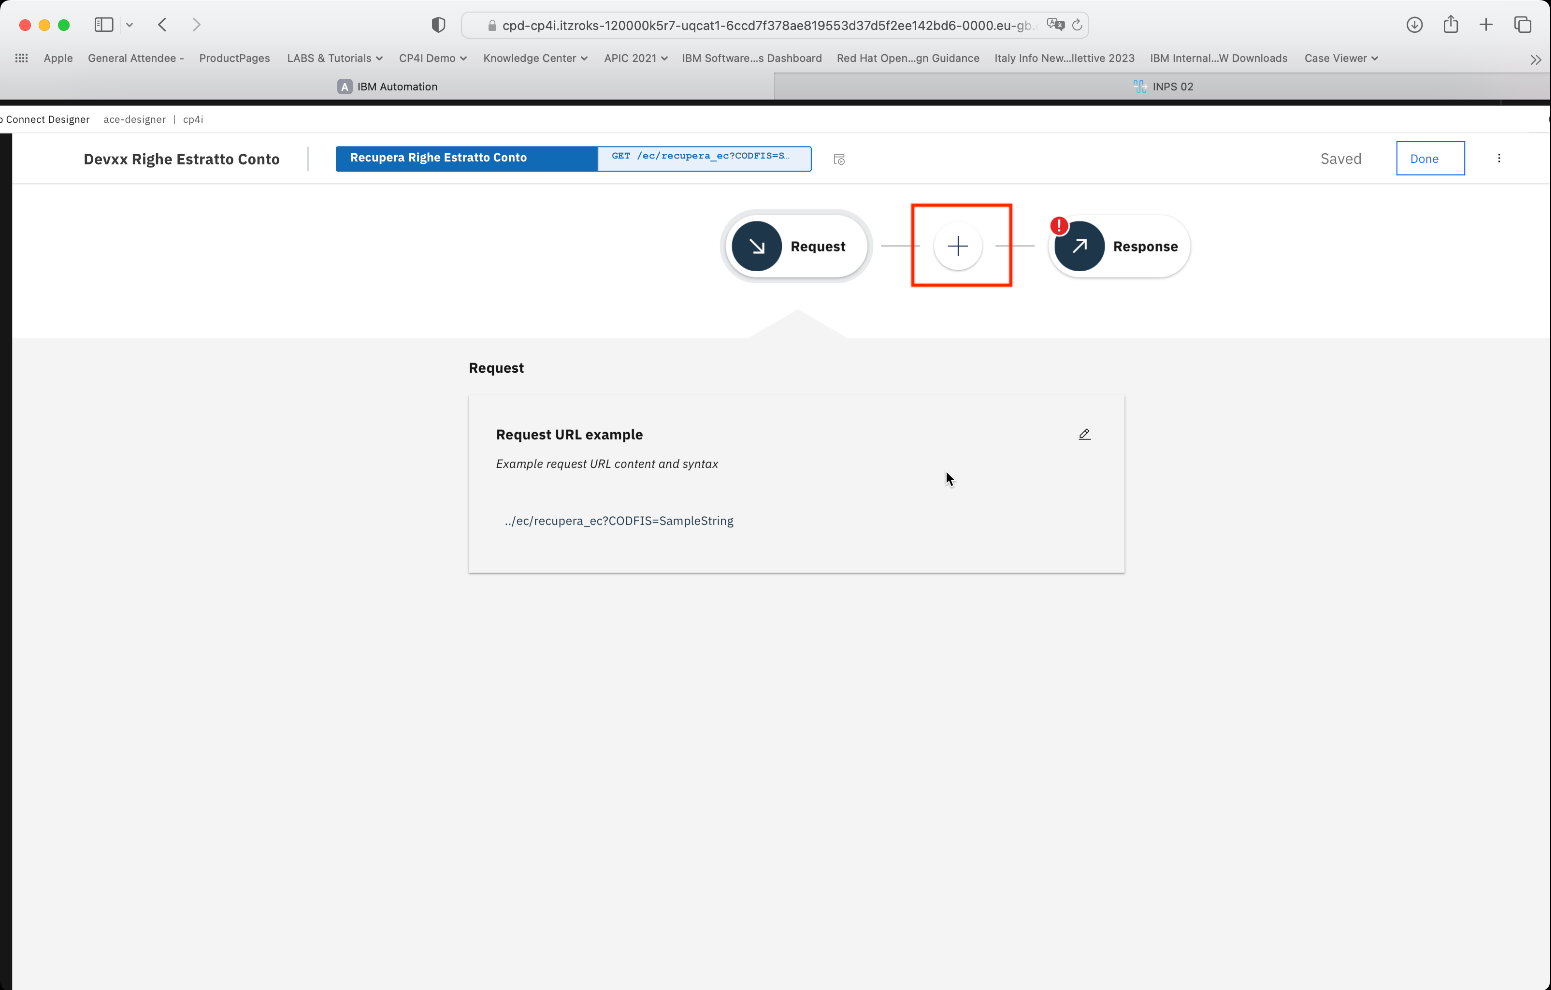 cpd-cp4i.itzroks-120000k5r7-uqcat1-6ccd7f378ae819553d37d5f2ee142bd6-0000.eu-gb.
Apple General Attendee - ProductPages LABS & Tutorials CP4I Demo Knowledge Center APIC 2021 IBM Software...s Dashboard Red Hat Open...gn Guidance Italy Info New...llettive 2023 IBM Internal...W Downloads Case Viewer
A IBM Automation INPS 02
Connect Designer ace-designer | cp4i
Devxx Righe Estratto Conto Recupera Righe Estratto Conto GET /ec/recupera_ec?CODFIS=S… Saved Done
Request + ! Response
Request
Request URL example
Example request URL content and syntax
../ec/recupera_ec?CODFIS=SampleString